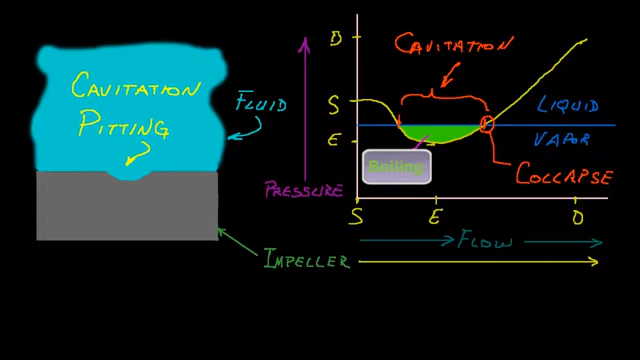 CAVITATION
PITTING
FLUID
IMPELLER
PRESSURE
D
S
E
CAVITATION
LIQUID
VAPOR
Boiling
COLLAPSE
S
E
D
FLOW